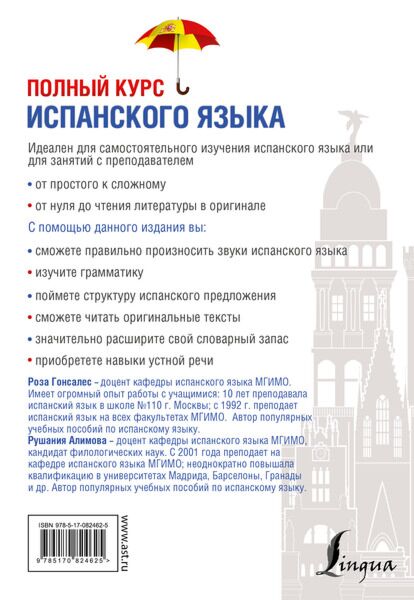 ПОЛНЫЙ КУРС
ИСПАНСКОГО ЯЗЫКА
Идеален для самостоятельного изучения испанского языка или
для занятий с преподавателем
• от простого к сложному
• от нуля до чтения литературы в оригинале
С помощью данного издания вы:
• сможете правильно произносить звуки испанского языка
• изучите грамматику
• поймете структуру испанского предложения
• сможете читать оригинальные тексты
• значительно расширите свой словарный запас
• приобретете навыки устной речи
Роза Гонсалес – доцент кафедры испанского языка МГИМО.
Имеет огромный опыт работы с учащимися: 10 лет преподавала
испанский язык в школе №110 г. Москвы; с 1992 г. преподает
испанский язык на всех факультетах МГИМО. Автор популярных
учебных пособий по испанскому языку.
Рушания Алимова – доцент кафедры испанского языка МГИМО,
кандидат филологических наук. С 2001 года преподает на
кафедре испанского языка МГИМО; неоднократно повышала
квалификацию в университетах Мадрида, Барселоны, Гранады
и др. Автор популярных учебных пособий по испанскому языку.
ISBN 978-5-17-082462-5
9 785170 824625>
www.ast.ru
Lingua